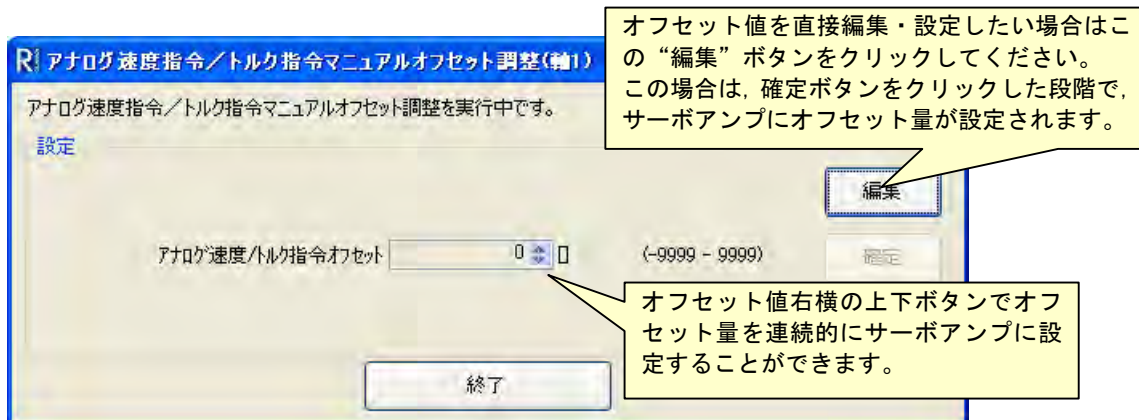 オフセット値を直接編集・設定したい場合はこ
の“編集”ボタンをクリックしてください。
この場合は,確定ボタンをクリックした段階で,
サーボアンプにオフセット量が設定されます。
アナログ速度指令/トルク指令マニュアルオフセット調整(軸1)
アナログ速度指令/トルク指令マニュアルオフセット調整を実行中です。
設定
編集
アナログ速度/トルク指令オフセット 0 (-9999 - 9999)
確定
オフセット値右横の上下ボタンでオフ
セット量を連続的にサーボアンプに設
定することができます。
終了